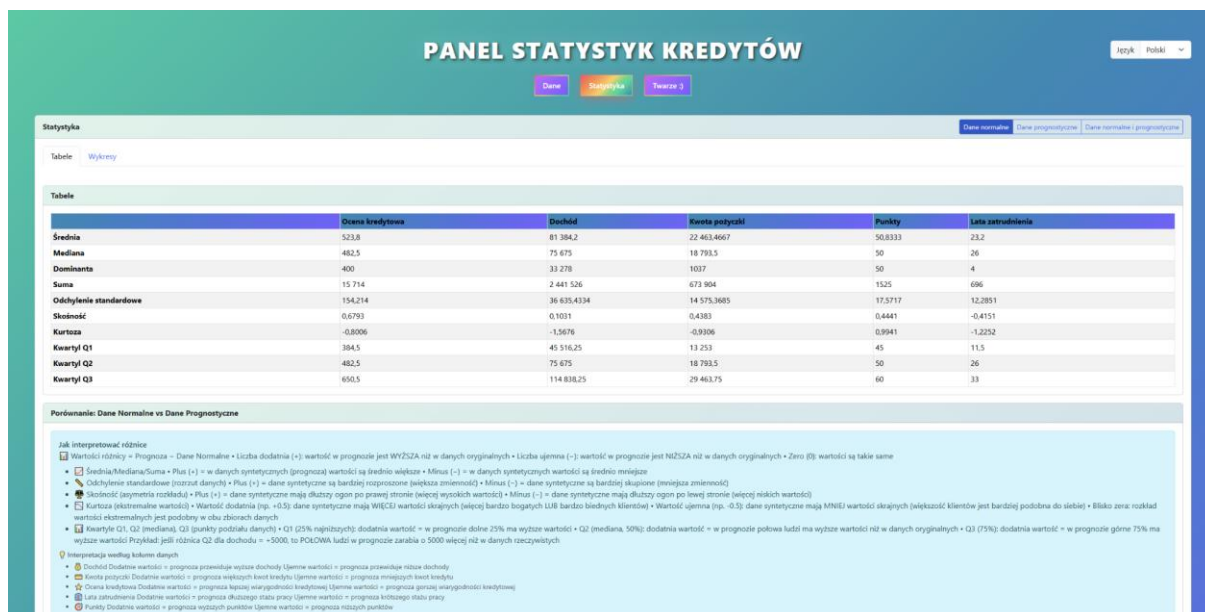 PANEL STATYSTYK KREDYTÓW
Język Polski
Dane Statystyka Twarze :)
Statystyka Dane normalne Dane prognostyczne Dane normalne i prognostyczne
Tabele Wykresy
Tabele
Ocena kredytowa Dochód Kwota pożyczki Punkty Lata zatrudnienia
Średnia 523,8 81 384,2 22 463,4667 50,8333 23,2
Mediana 482,5 75 675 18 793,5 50 26
Dominanta 400 33 278 1037 50 4
Suma 15 714 2 441 526 673 904 1525 696
Odchylenie standardowe 154,214 36 635,4334 14 575,3685 17,5717 12,2851
Skośność 0,6793 0,1031 0,4383 0,4441 -0,4151
Kurtoza -0,8006 -1,5676 -0,9306 0,9941 -1,2252
Kwartyl Q1 384,5 45 516,25 13 253 45 11,5
Kwartyl Q2 482,5 75 675 18 793,5 50 26
Kwartyl Q3 650,5 114 838,25 29 463,75 60 33
Porównanie: Dane Normalne vs Dane Prognostyczne
Jak interpretować różnice
📊 Wartości różnicy = Prognoza − Dane Normalne • Liczba dodatnia (+): wartość w prognozie jest WYŻSZA niż w danych oryginalnych • Liczba ujemna (−): wartość w prognozie jest NIŻSZA niż w danych oryginalnych • Zero (0): wartości są takie same
• 📈 Średnia/Mediana/Suma • Plus (+) = w danych syntetycznych (prognoza) wartości są średnio większe • Minus (−) = w danych syntetycznych wartości są średnio mniejsze
• 📏 Odchylenie standardowe (rozrzut danych) • Plus (+) = dane syntetyczne są bardziej rozproszone (większa zmienność) • Minus (−) = dane syntetyczne są bardziej skupione (mniejsza zmienność)
• Skośność (asymetria rozkładu) • Plus (+) = dane syntetyczne mają dłuższy ogon po prawej stronie (więcej wysokich wartości) • Minus (−) = dane syntetyczne mają dłuższy ogon po lewej stronie (więcej niskich wartości)
• 📉 Kurtoza (ekstremalne wartości) • Wartość dodatnia (np. +0.5): dane syntetyczne mają WIĘCEJ wartości skrajnych (więcej bardzo bogatych LUB bardzo biednych klientów) • Wartość ujemna (np. -0.5): dane syntetyczne mają MNIEJ wartości skrajnych (większość klientów jest bardziej podobna do siebie) • Blisko zera: rozkład
wartości ekstremalnych jest podobny w obu zbiorach danych
• 📊 Kwartyle Q1, Q2 (mediana), Q3 (punkty podziału danych) • Q1 (25% najniższych): dodatnia wartość = w prognozie dolne 25% ma wyższe wartości • Q2 (mediana, 50%): dodatnia wartość = w prognozie połowa ludzi ma wyższe wartości niż w danych oryginalnych • Q3 (75%): dodatnia wartość = w prognozie górne 75% ma
wyższe wartości Przykład: jeśli różnica Q2 dla dochodu = +5000, to POŁOWA ludzi w prognozie zarabia o 5000 więcej niż w danych rzeczywistych
💡 Interpretacja według kolumn danych
• 💰 Dochód Dodatnie wartości = prognoza przewiduje wyższe dochody Ujemne wartości = prognoza przewiduje niższe dochody
• 💳 Kwota pożyczki Dodatnie wartości = prognoza większych kwot kredytu Ujemne wartości = prognoza mniejszych kwot kredytu
• ⭐ Ocena kredytowa Dodatnie wartości = prognoza lepszej wiarygodności kredytowej Ujemne wartości = prognoza gorszej wiarygodności kredytowej
• 🏢 Lata zatrudnienia Dodatnie wartości = prognoza dłuższego stażu pracy Ujemne wartości = prognoza krótszego stażu pracy
• 🎯 Punkty Dodatnie wartości = prognoza wyższych punktów Ujemne wartości = prognoza niższych punktów